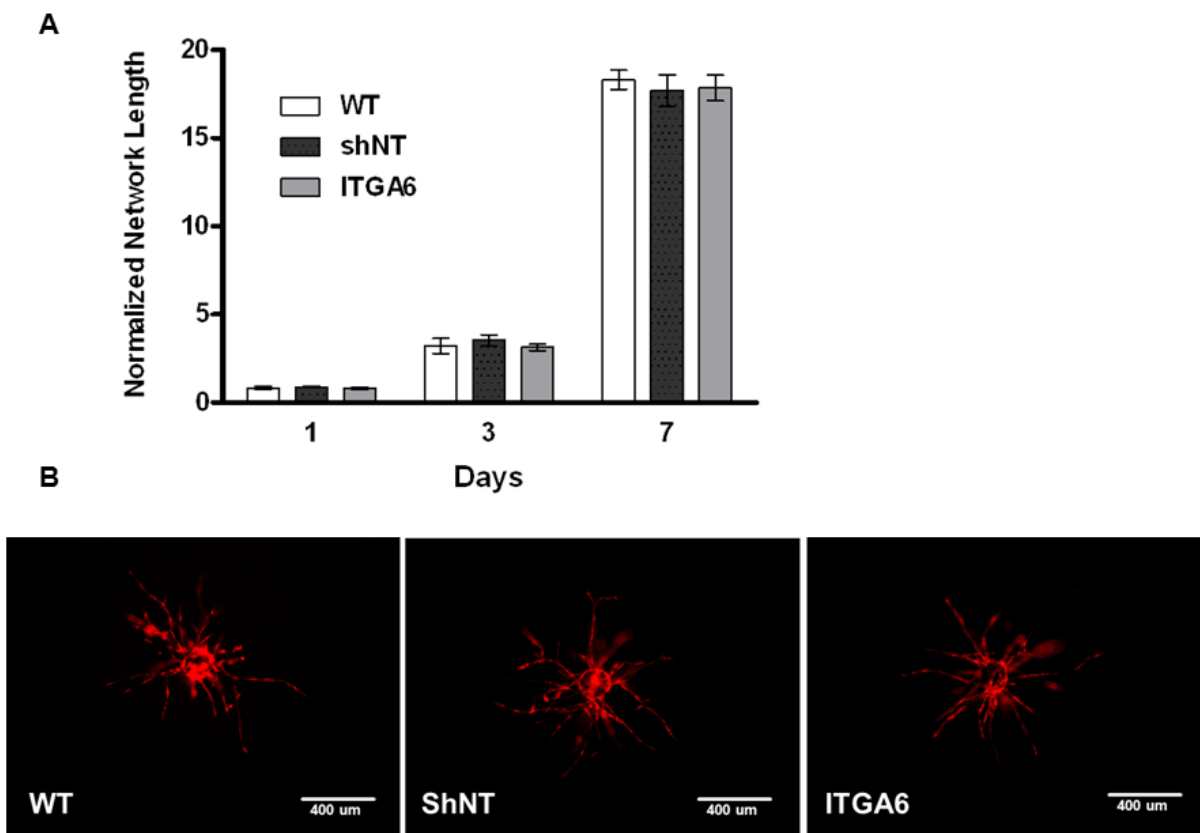 A
Normalized Network Length
20
15
10
5
0
WT
shNT
ITGA6
1 3 7
Days
B
WT
400 um
ShNT
400 um
ITGA6
400 um